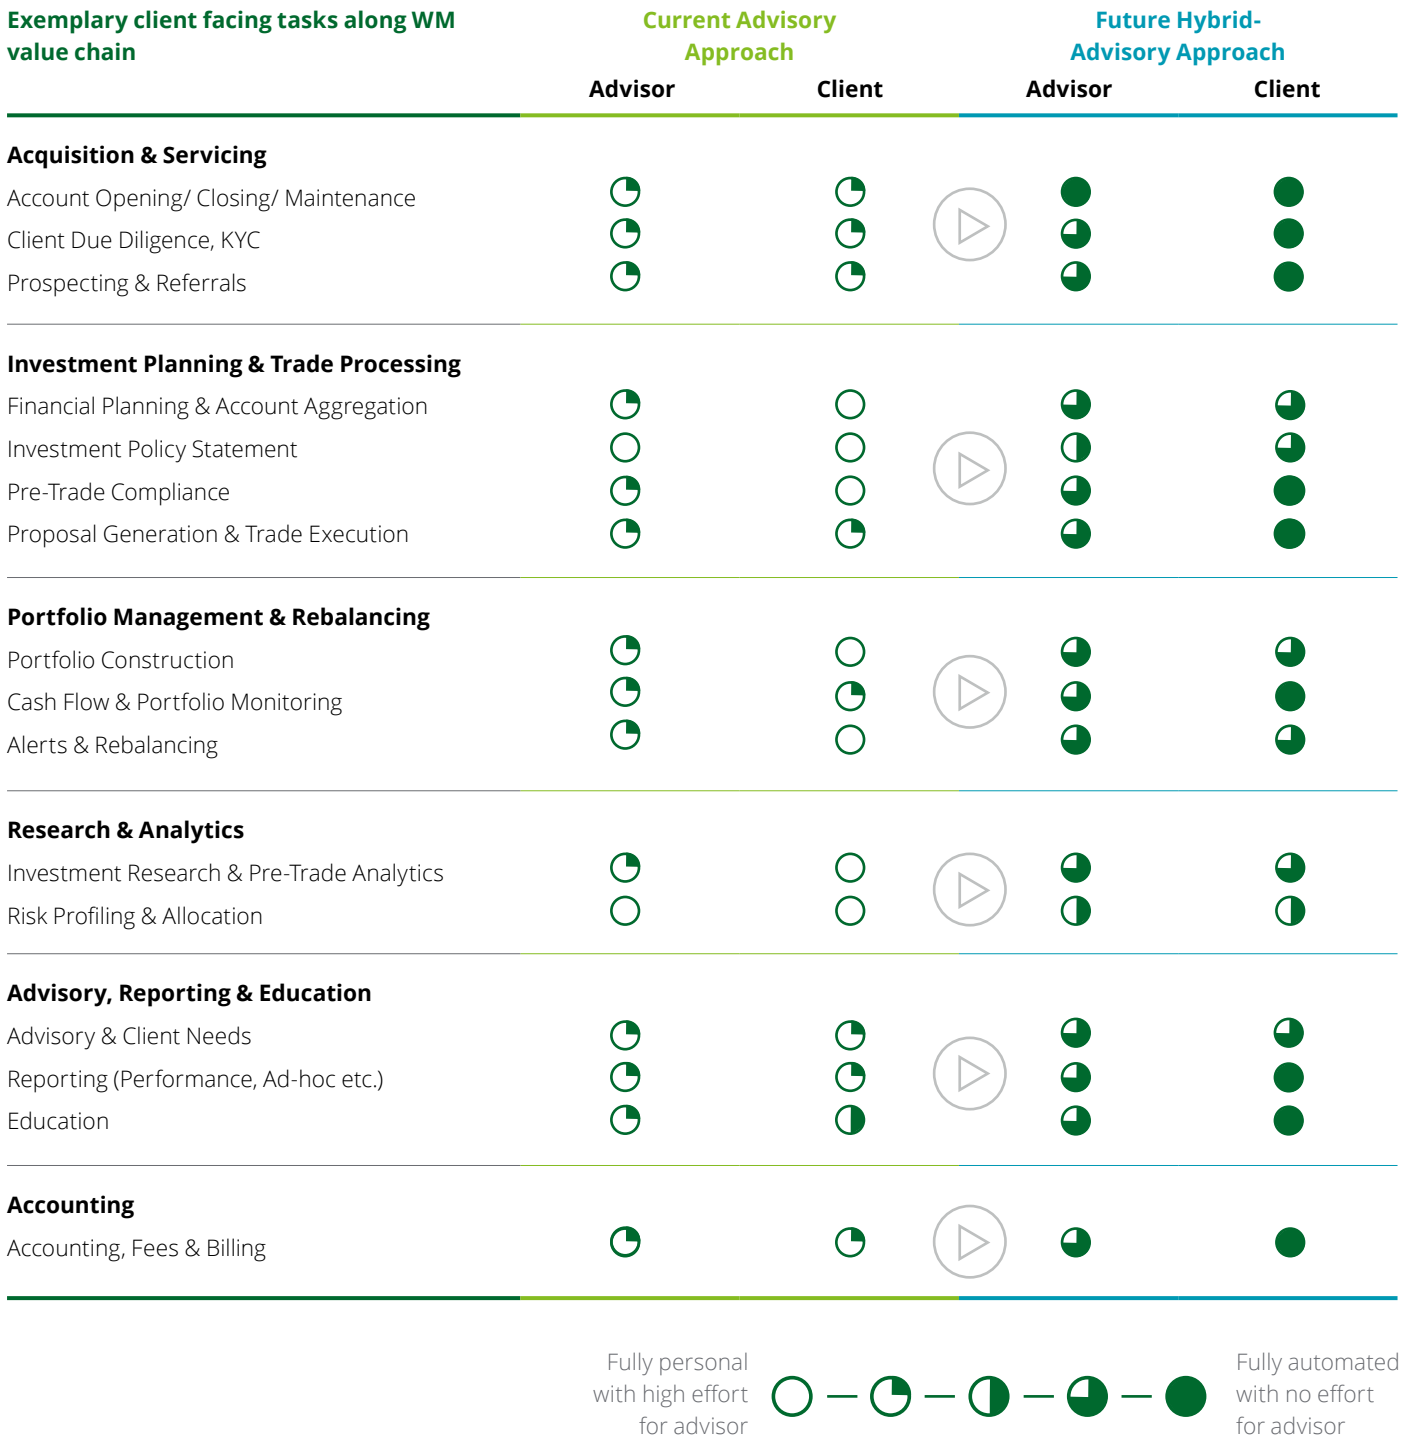 Exemplary client facing tasks along WM
value chain
Current Advisory
Approach
Future Hybrid-
Advisory Approach
Advisor
Client
Advisor
Client
Acquisition & Servicing
Account Opening/ Closing/ Maintenance
Client Due Diligence, KYC
Prospecting & Referrals
Investment Planning & Trade Processing
Financial Planning & Account Aggregation
Investment Policy Statement
Pre-Trade Compliance
Proposal Generation & Trade Execution
Portfolio Management & Rebalancing
Portfolio Construction
Cash Flow & Portfolio Monitoring
Alerts & Rebalancing
Research & Analytics
Investment Research & Pre-Trade Analytics
Risk Profiling & Allocation
Advisory, Reporting & Education
Advisory & Client Needs
Reporting (Performance, Ad-hoc etc.)
Education
Accounting
Accounting, Fees & Billing
Fully personal
with high effort
for advisor
Fully automated
with no effort
for advisor